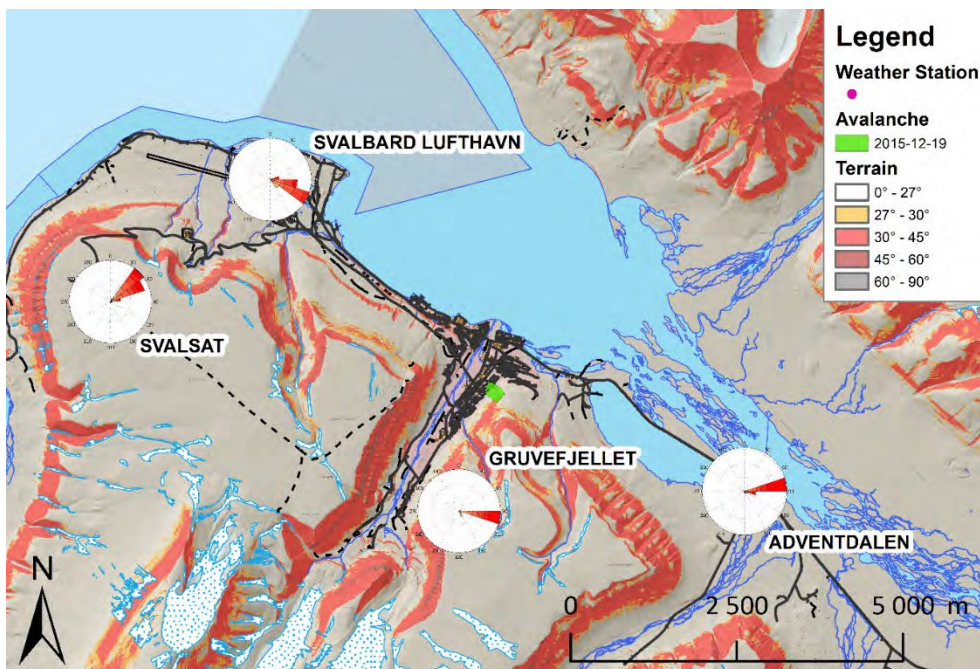 Legend
Weather Station
Avalanche
2015-12-19
Terrain
0° - 27°
27° - 30°
30° - 45°
45° - 60°
60° - 90°
SVALBARD LUFTHAVN
SVALSAT
GRUVEFJELLET
ADVENTDALEN
N
0
2 500
5 000 m